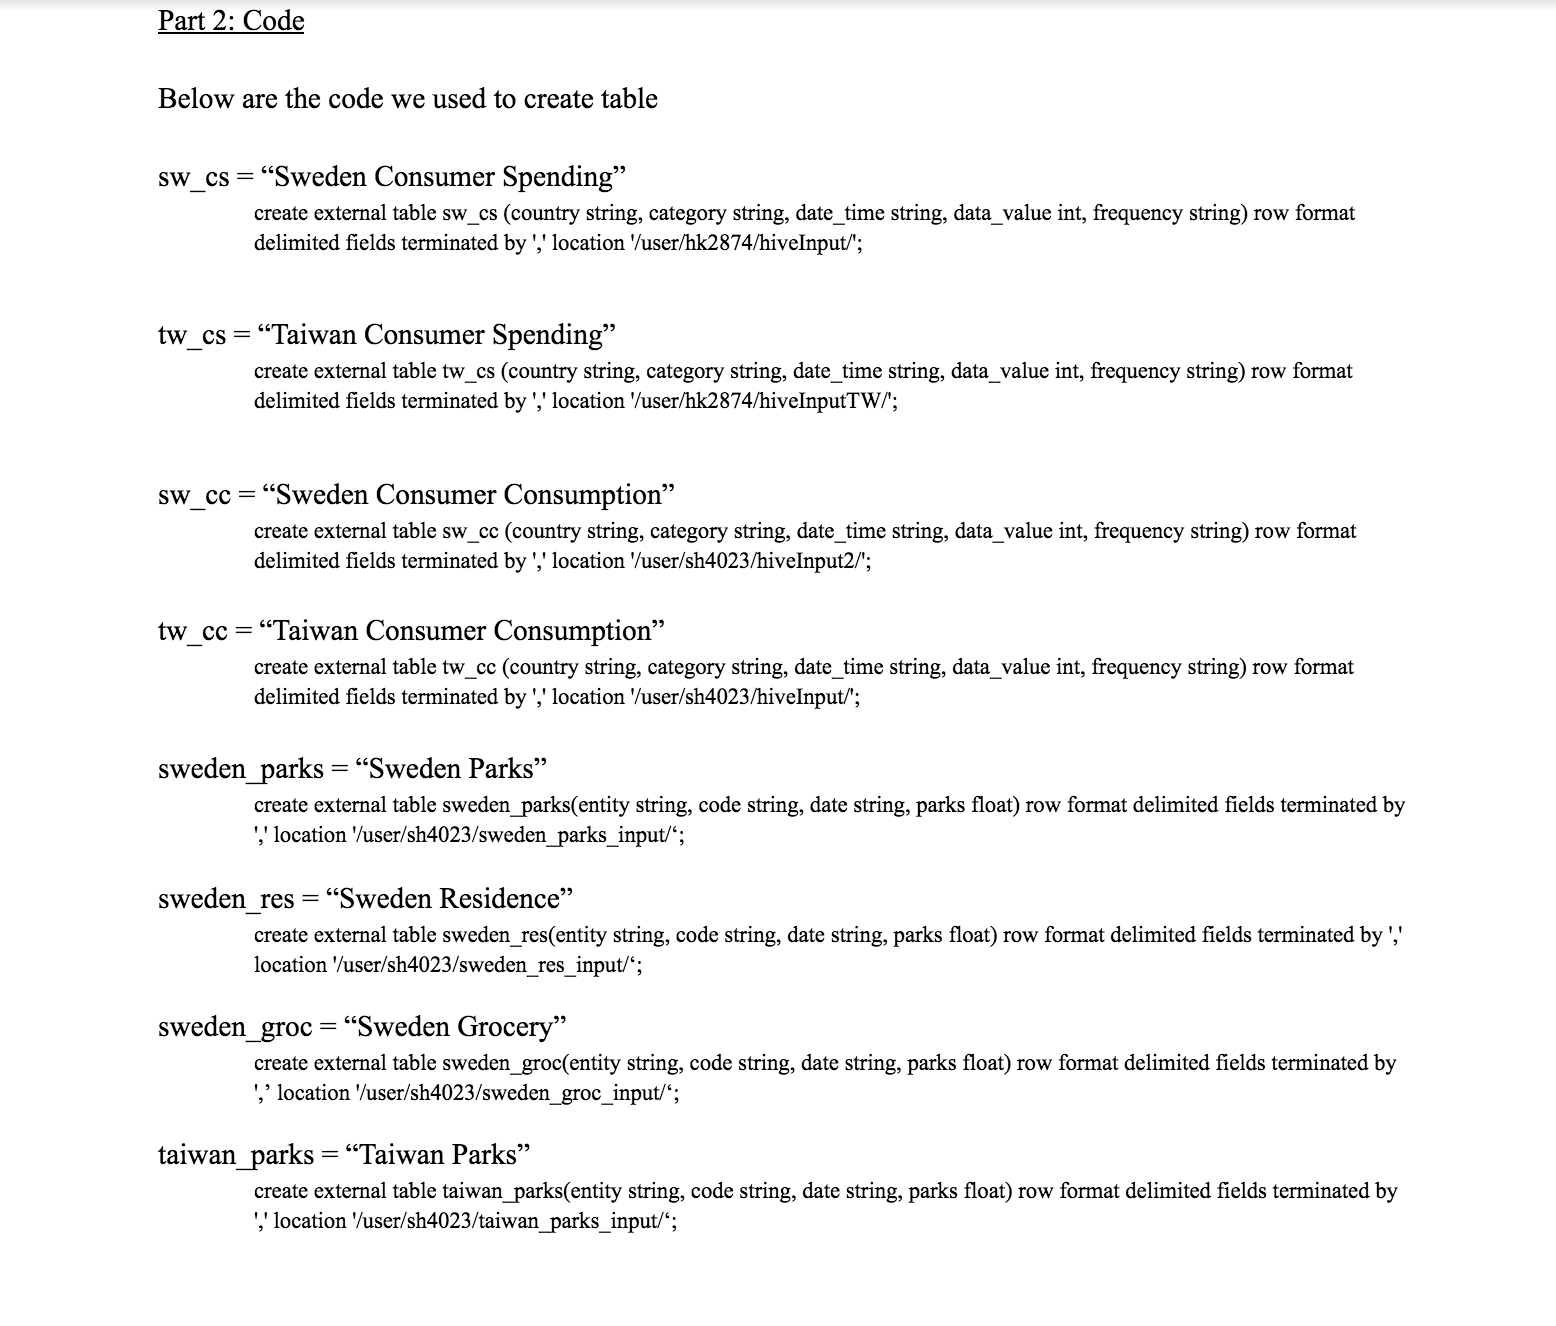 Part 2: Code
Below are the code we used to create table
sw_cs = “Sweden Consumer Spending”
create external table sw_cs (country string, category string, date_time string, data_value int, frequency string) row format
delimited fields terminated by ',' location '/user/hk2874/hiveInput/';
tw_cs = “Taiwan Consumer Spending”
create external table tw_cs (country string, category string, date_time string, data_value int, frequency string) row format
delimited fields terminated by ',' location '/user/hk2874/hiveInputTW/';
sw_cc = “Sweden Consumer Consumption”
create external table sw_cc (country string, category string, date_time string, data_value int, frequency string) row format
delimited fields terminated by ',' location '/user/sh4023/hiveInput2/';
tw_cc = “Taiwan Consumer Consumption”
create external table tw_cc (country string, category string, date_time string, data_value int, frequency string) row format
delimited fields terminated by ',' location '/user/sh4023/hiveInput/';
sweden_parks = “Sweden Parks”
create external table sweden_parks(entity string, code string, date string, parks float) row format delimited fields terminated by
',' location '/user/sh4023/sweden_parks_input/‘;
sweden_res = “Sweden Residence”
create external table sweden_res(entity string, code string, date string, parks float) row format delimited fields terminated by ','
location '/user/sh4023/sweden_res_input/‘;
sweden_groc = “Sweden Grocery”
create external table sweden_groc(entity string, code string, date string, parks float) row format delimited fields terminated by
',’ location '/user/sh4023/sweden_groc_input/‘;
taiwan_parks = “Taiwan Parks”
create external table taiwan_parks(entity string, code string, date string, parks float) row format delimited fields terminated by
',' location '/user/sh4023/taiwan_parks_input/‘;